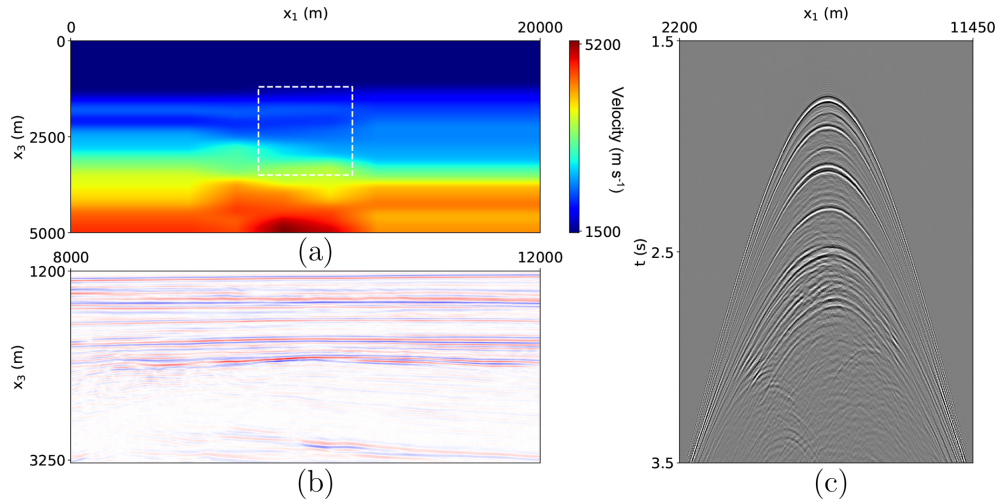 x₁ (m)
0
20000
0
2500
5000
x₃ (m)
5200
1500
Velocity (m s⁻¹)
(a)
8000
12000
1200
3250
x₃ (m)
(b)
x₁ (m)
2200
11450
1.5
2.5
3.5
t (s)
(c)